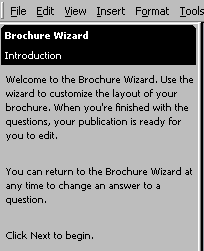 File Edit View Insert Format Tools
Brochure Wizard
Introduction
Welcome to the Brochure Wizard. Use the
wizard to customize the layout of your
brochure. When you're finished with the
questions, your publication is ready for
you to edit.
You can return to the Brochure Wizard at
any time to change an answer to a
question.
Click Next to begin.